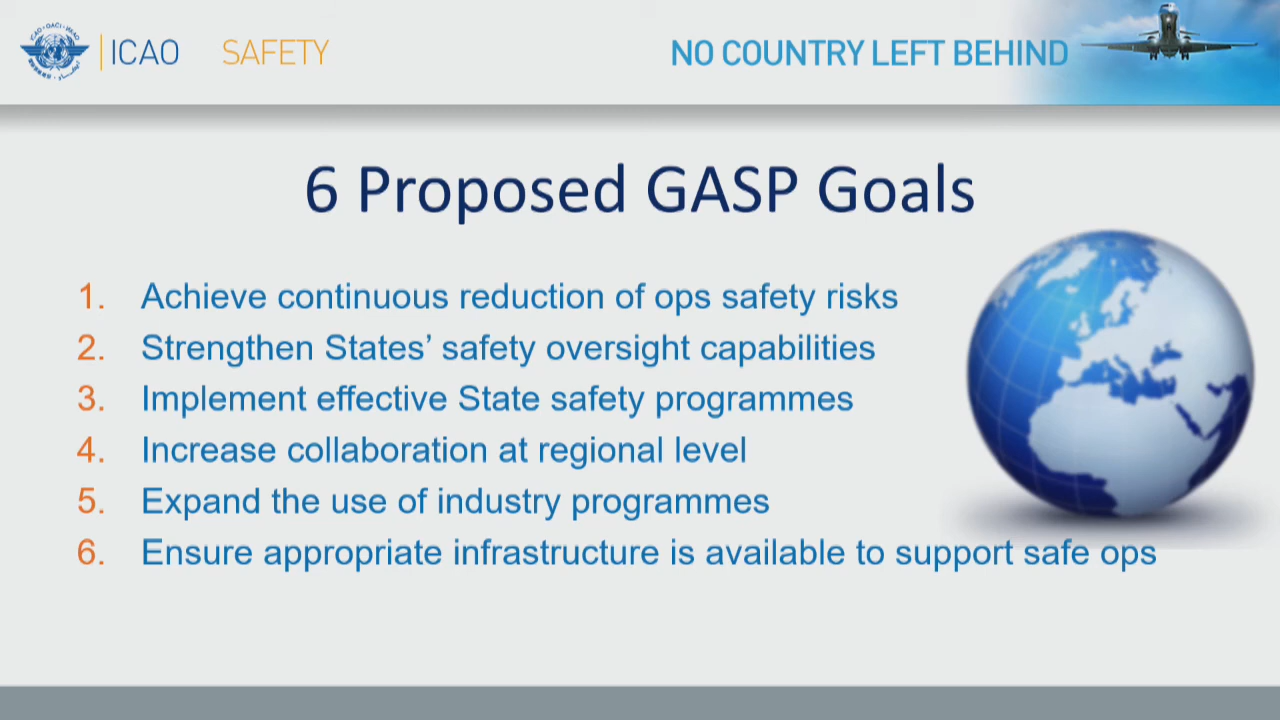 ICAO SAFETY NO COUNTRY LEFT BEHIND
6 Proposed GASP Goals
1. Achieve continuous reduction of ops safety risks
2. Strengthen States’ safety oversight capabilities
3. Implement effective State safety programmes
4. Increase collaboration at regional level
5. Expand the use of industry programmes
6. Ensure appropriate infrastructure is available to support safe ops